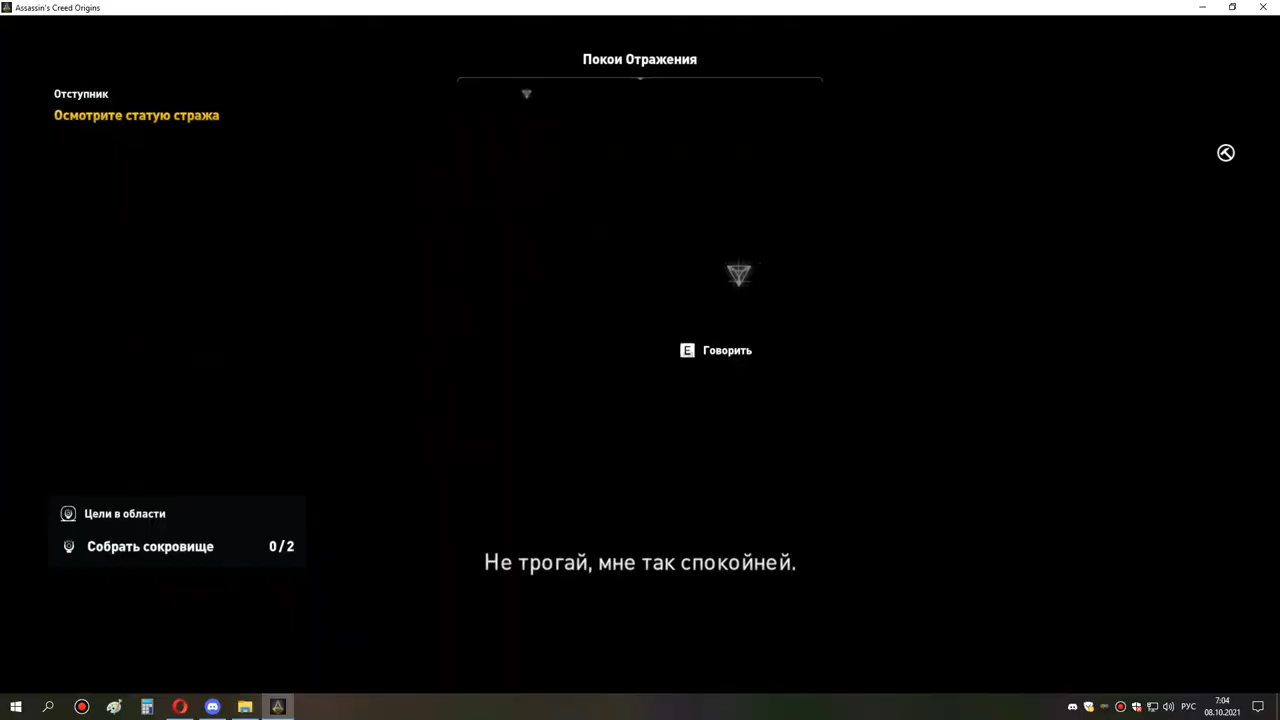 Assassin's Creed Origins
Покои Отражения
Отступник
Осмотрите статую стража
E Говорить
Цели в области
Собрать сокровище 0/2
Не трогай, мне так спокойней.
РУС
7:04
08.10.2021